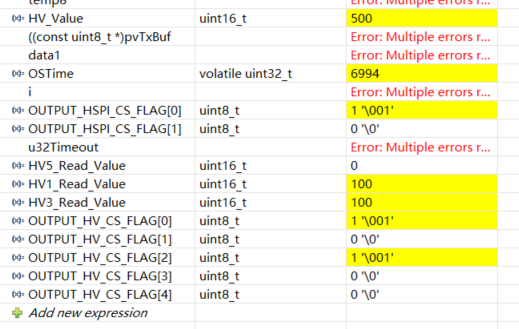 temp8 Error: Multiple errors r...
HV_Value uint16_t 500
((const uint8_t *)pvTxBuf Error: Multiple errors r...
data1 Error: Multiple errors r...
OSTime volatile uint32_t 6994
i Error: Multiple errors r...
OUTPUT_HSPI_CS_FLAG[0] uint8_t 1 '\001'
OUTPUT_HSPI_CS_FLAG[1] uint8_t 0 '\0'
u32Timeout Error: Multiple errors r...
HV5_Read_Value uint16_t 0
HV1_Read_Value uint16_t 100
HV3_Read_Value uint16_t 100
OUTPUT_HV_CS_FLAG[0] uint8_t 1 '\001'
OUTPUT_HV_CS_FLAG[1] uint8_t 0 '\0'
OUTPUT_HV_CS_FLAG[2] uint8_t 1 '\001'
OUTPUT_HV_CS_FLAG[3] uint8_t 0 '\0'
OUTPUT_HV_CS_FLAG[4] uint8_t 0 '\0'
Add new expression